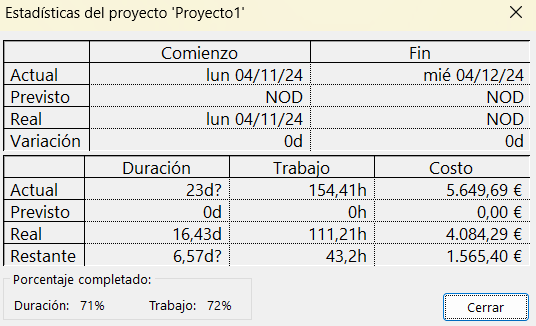 Estadísticas del proyecto 'Proyecto1'
Comienzo Fin
Actual lun 04/11/24 mié 04/12/24
Previsto NOD NOD
Real lun 04/11/24 NOD
Variación 0d 0d
Duración Trabajo Costo
Actual 23d? 154,41h 5.649,69 €
Previsto 0d 0h 0,00 €
Real 16,43d 111,21h 4.084,29 €
Restante 6,57d? 43,2h 1.565,40 €
Porcentaje completado:
Duración: 71% Trabajo: 72%
Cerrar